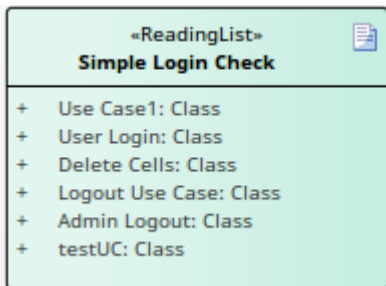 «ReadingList»
Simple Login Check
+ Use Case1: Class
+ User Login: Class
+ Delete Cells: Class
+ Logout Use Case: Class
+ Admin Logout: Class
+ testUC: Class